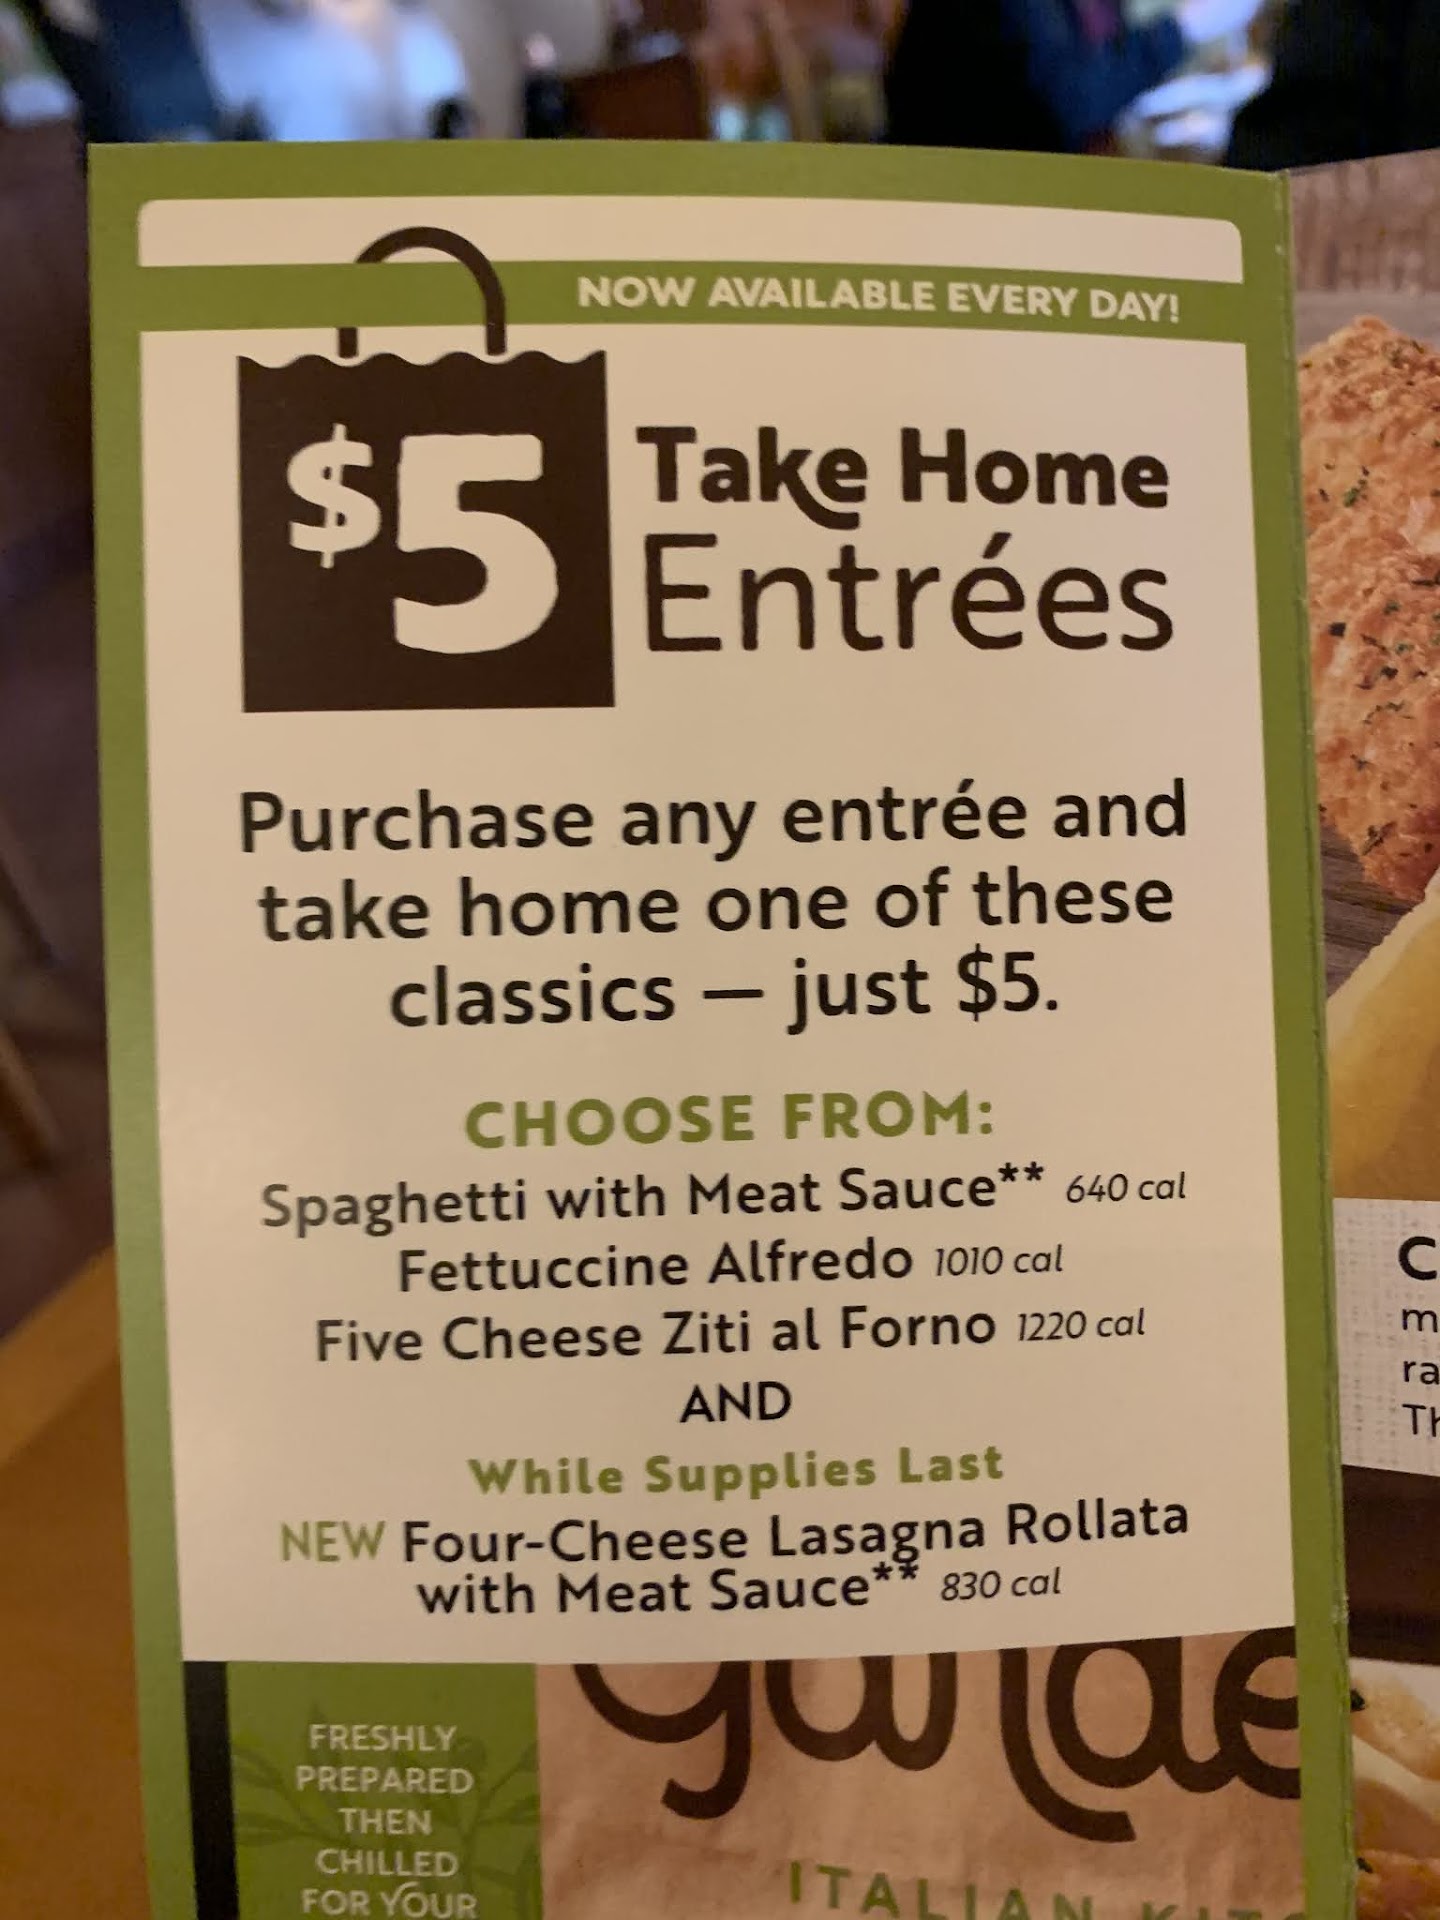 NOW AVAILABLE EVERY DAY!
$5
Take Home
Entrées
Purchase any entrée and
take home one of these
classics — just $5.
CHOOSE FROM:
Spaghetti with Meat Sauce** 640 cal
Fettuccine Alfredo 1010 cal
Five Cheese Ziti al Forno 1220 cal
AND
While Supplies Last
NEW Four-Cheese Lasagna Rollata
with Meat Sauce** 830 cal
FRESHLY
PREPARED
THEN
CHILLED
FOR YOUR
ITALIAN